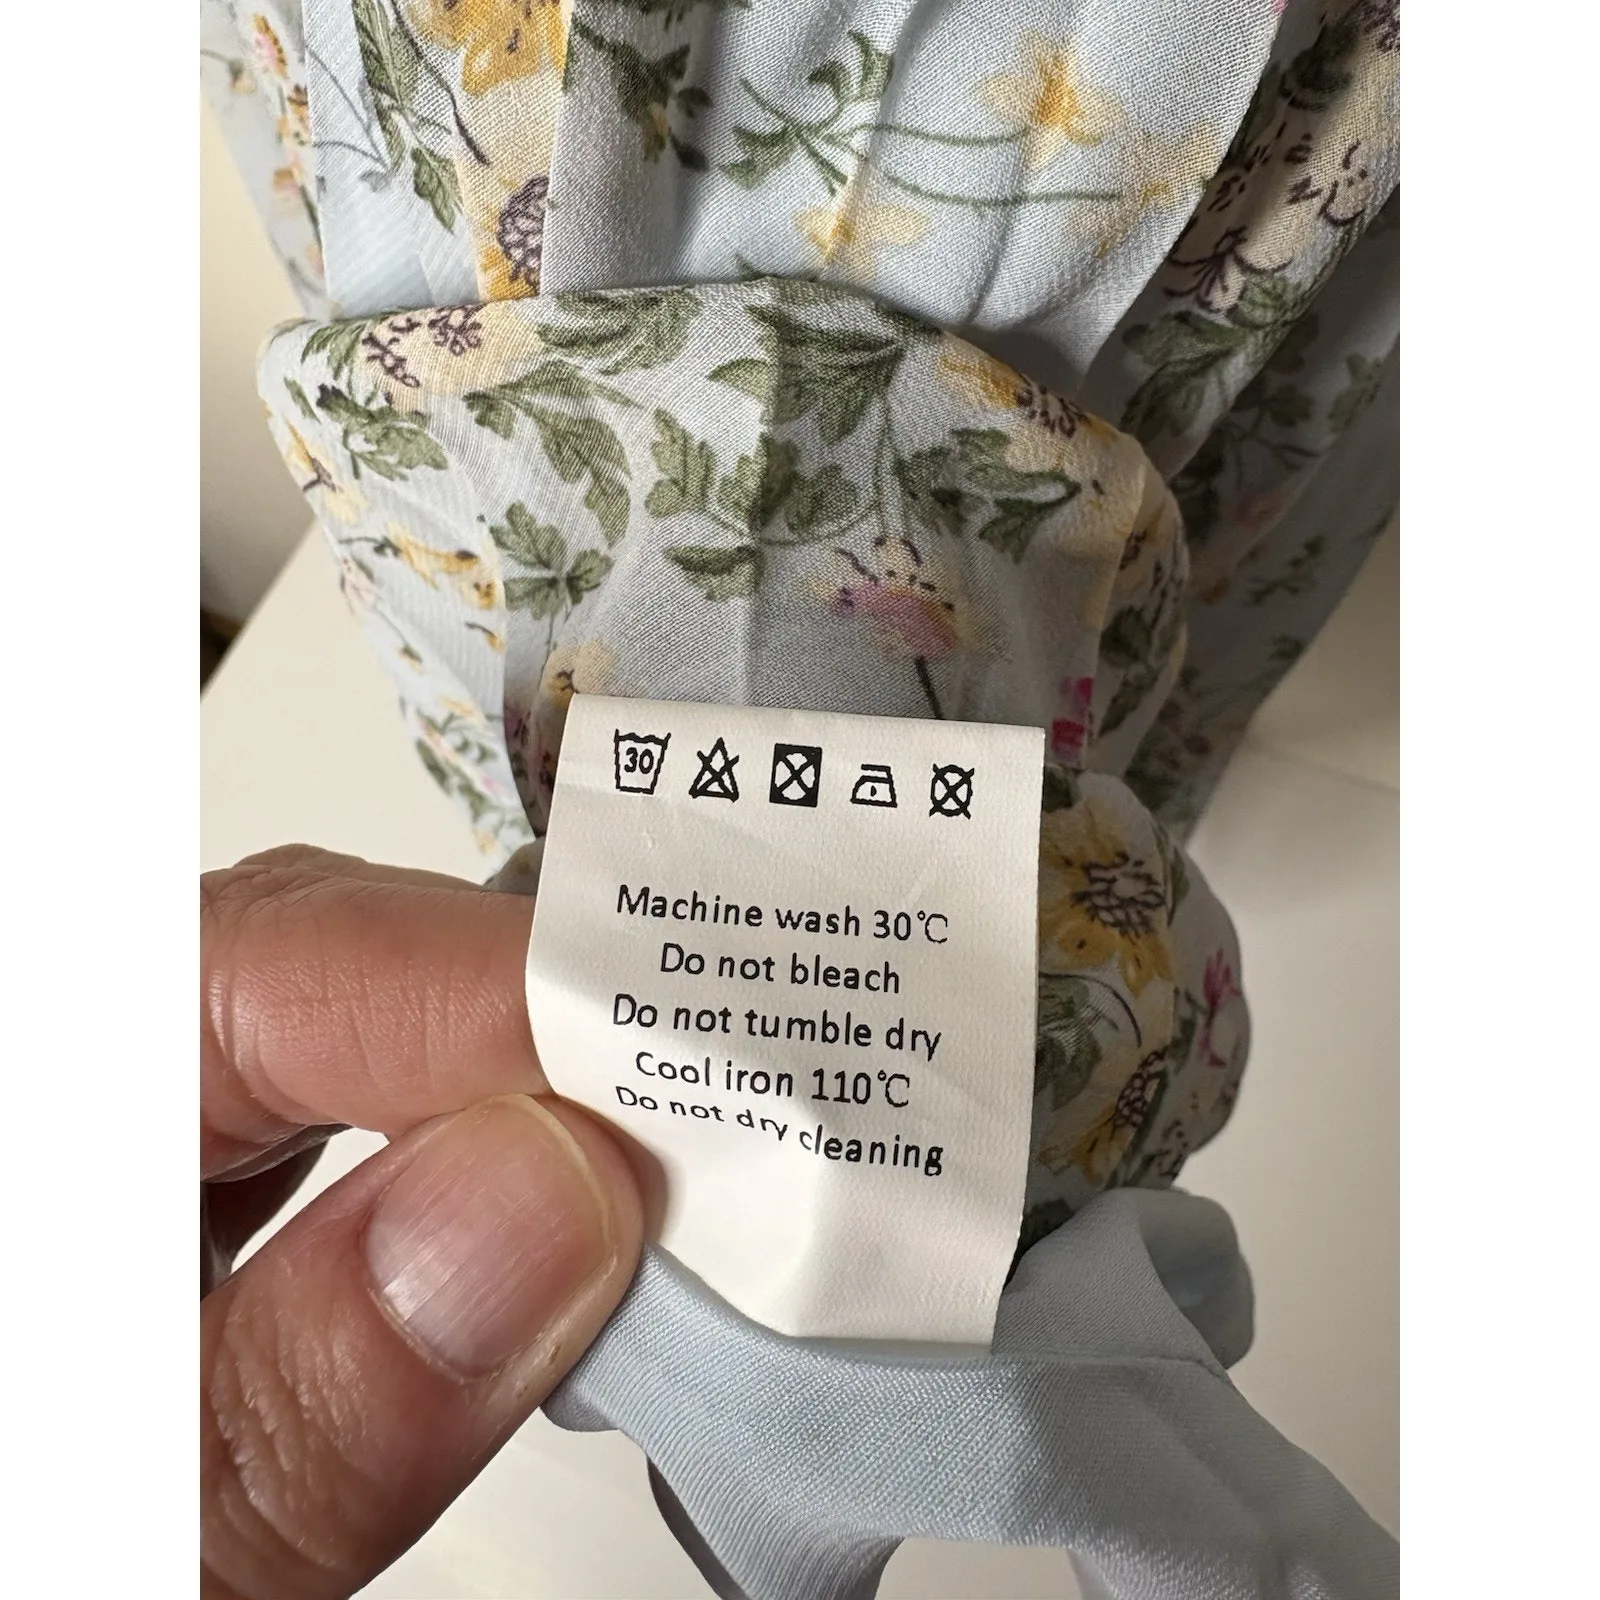 30
Machine wash 30℃
Do not bleach
Do not tumble dry
Cool iron 110℃
Do not dry cleaning